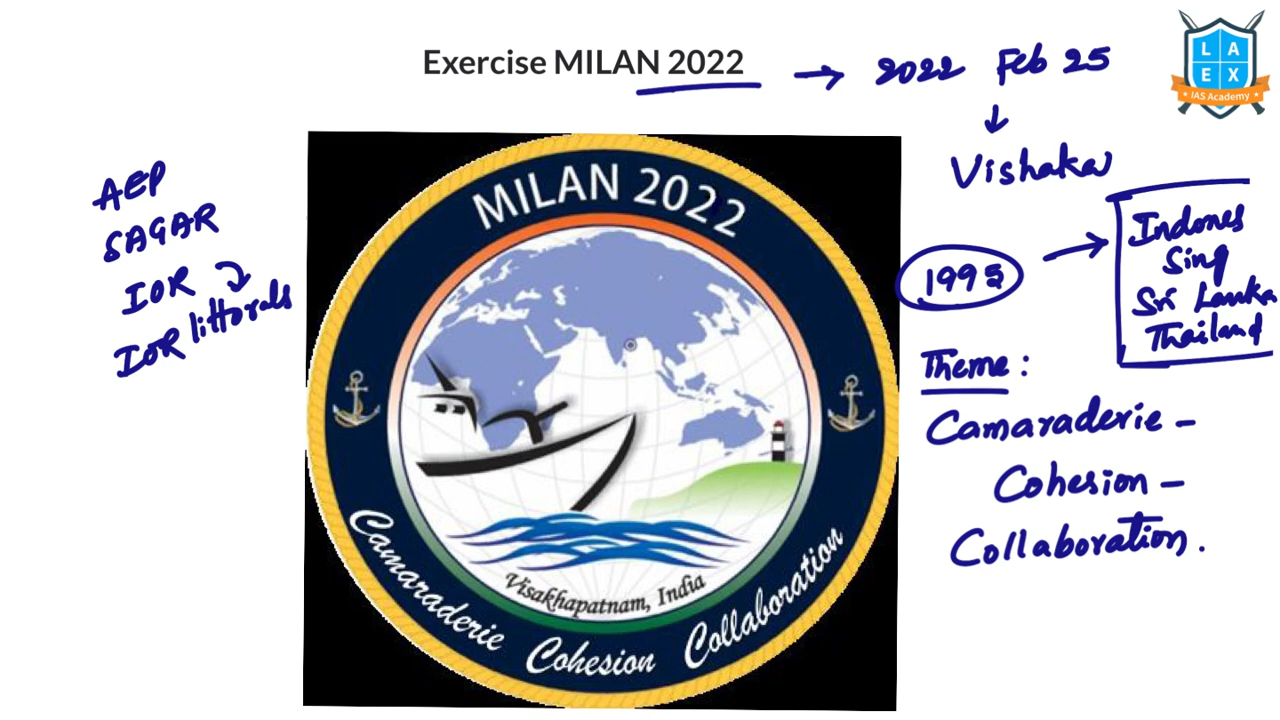 Exercise MILAN 2022
→ 2022 Feb 25
↓
Vishaka
L A
E X
IAS Academy
AEP
SAGAR
IOR
IOR littorals
1995 →
Indones
Sing
Sri Lanka
Thailand
Theme :
Camaraderie -
Cohesion -
Collaboration.
MILAN 2022
Visakhapatnam, India
Camaraderie Cohesion Collaboration